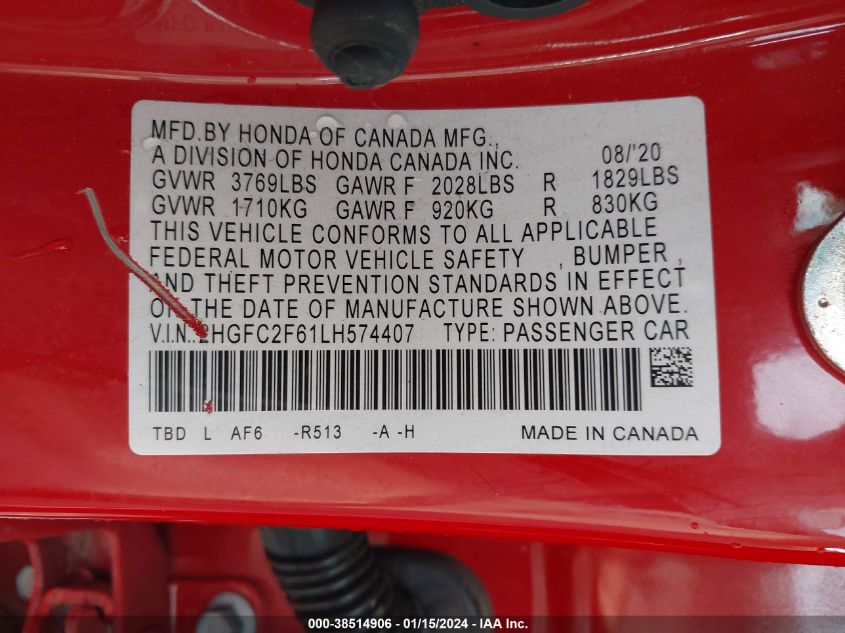 MFD.BY HONDA OF CANADA MFG.,
A DIVISION OF HONDA CANADA INC. 08/'20
GVWR 3769LBS GAWR F 2028LBS R 1829LBS
GVWR 1710KG GAWR F 920KG R 830KG
THIS VEHICLE CONFORMS TO ALL APPLICABLE
FEDERAL MOTOR VEHICLE SAFETY , BUMPER ,
AND THEFT PREVENTION STANDARDS IN EFFECT
ON THE DATE OF MANUFACTURE SHOWN ABOVE.
V.I.N.:2HGFC2F61LH574407 TYPE: PASSENGER CAR
TBD L AF6 -R513 -A -H MADE IN CANADA
000-38514906 - 01/15/2024 - IAA Inc.